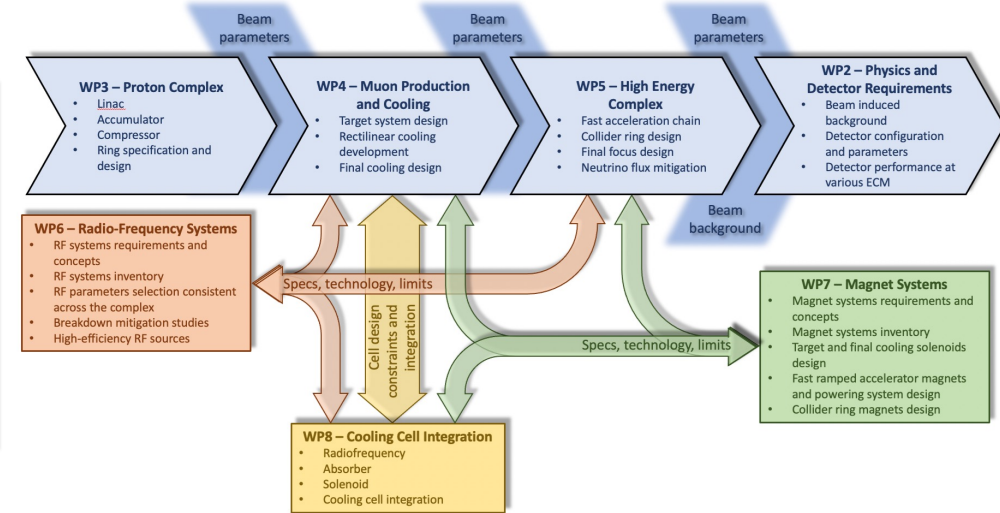 Beam
parameters
Beam
parameters
Beam
parameters
WP3 – Proton Complex
• Linac
• Accumulator
• Compressor
• Ring specification and
design
WP4 – Muon Production
and Cooling
• Target system design
• Rectilinear cooling
development
• Final cooling design
WP5 – High Energy
Complex
• Fast acceleration chain
• Collider ring design
• Final focus design
• Neutrino flux mitigation
WP2 – Physics and
Detector Requirements
• Beam induced
background
• Detector configuration
and parameters
• Detector performance at
various ECM
Beam
background
WP6 – Radio-Frequency Systems
• RF systems requirements and
concepts
• RF systems inventory
• RF parameters selection consistent
across the complex
• Breakdown mitigation studies
• High-efficiency RF sources
Specs, technology, limits
Cell design
constraints and
integration
Specs, technology, limits
WP7 – Magnet Systems
• Magnet systems requirements and
concepts
• Magnet systems inventory
• Target and final cooling solenoids
design
• Fast ramped accelerator magnets
and powering system design
• Collider ring magnets design
WP8 – Cooling Cell Integration
• Radiofrequency
• Absorber
• Solenoid
• Cooling cell integration